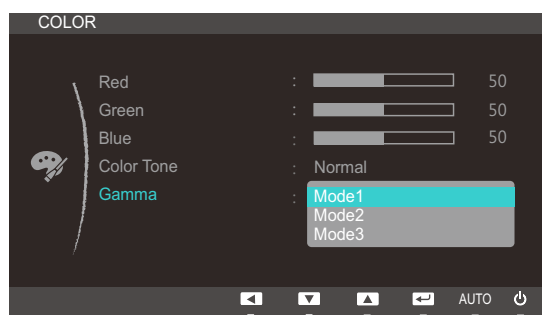 COLOR
Red : 50
Green : 50
Blue : 50
Color Tone : Normal
Gamma : Mode1
Mode2
Mode3
AUTO